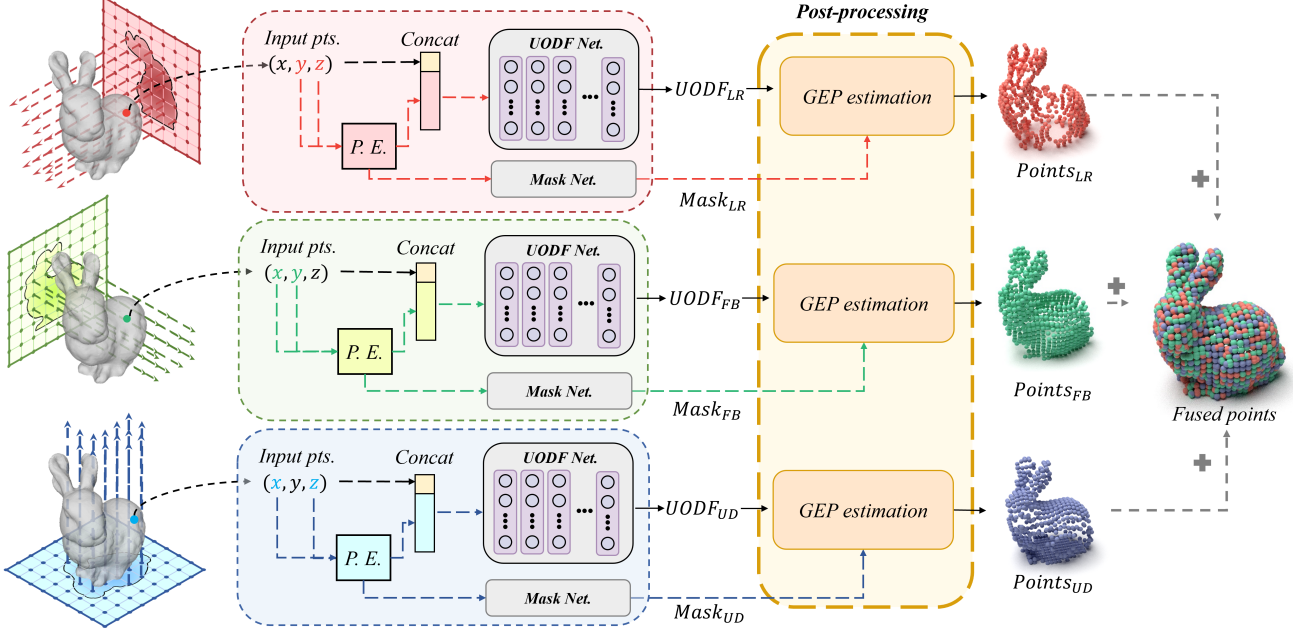 Post-processing
Input pts.
Concat
UODF Net.
(x, y, z)
P. E.
Mask Net.
UODF_LR
Mask_LR
GEP estimation
Points_LR
Input pts.
Concat
UODF Net.
(x, y, z)
P. E.
Mask Net.
UODF_FB
Mask_FB
GEP estimation
Points_FB
Fused points
Input pts.
Concat
UODF Net.
(x, y, z)
P. E.
Mask Net.
UODF_UD
Mask_UD
GEP estimation
Points_UD